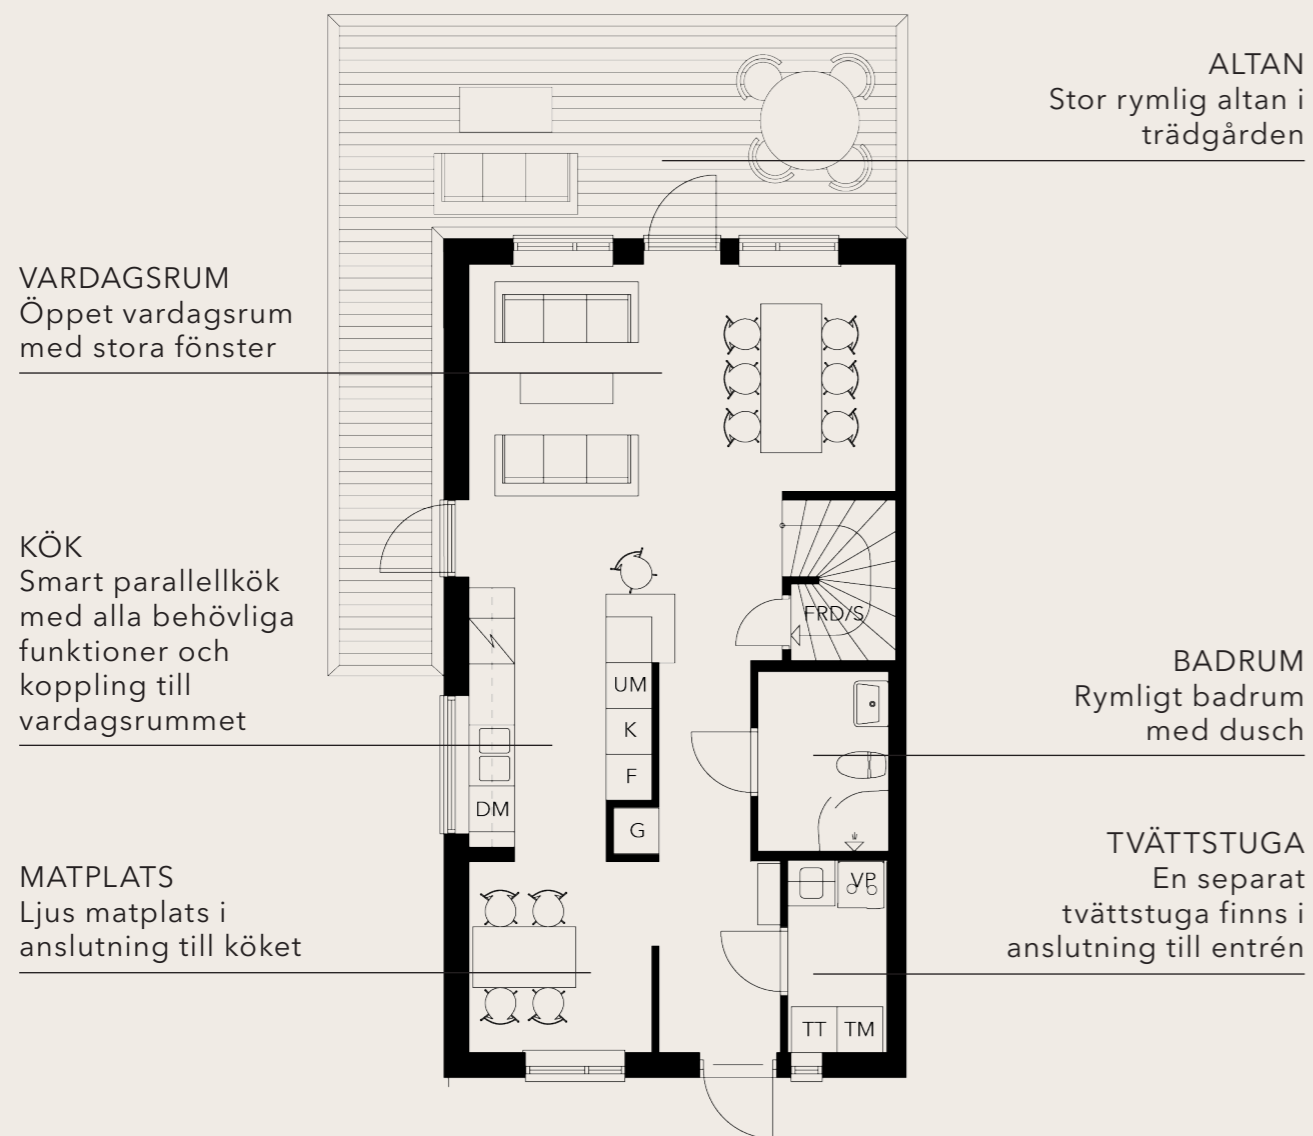 ALTAN
Stor rymlig altan i
trädgården
VARDAGSRUM
Öppet vardagsrum
med stora fönster
KÖK
Smart parallellkök
med alla behövliga
funktioner och
koppling till
vardagsrummet
FRD/S
UM
K
F
DM
G
BADRUM
Rymligt badrum
med dusch
MATPLATS
Ljus matplats i
anslutning till köket
VP
TT TM
TVÄTTSTUGA
En separat
tvättstuga finns i
anslutning till entrén